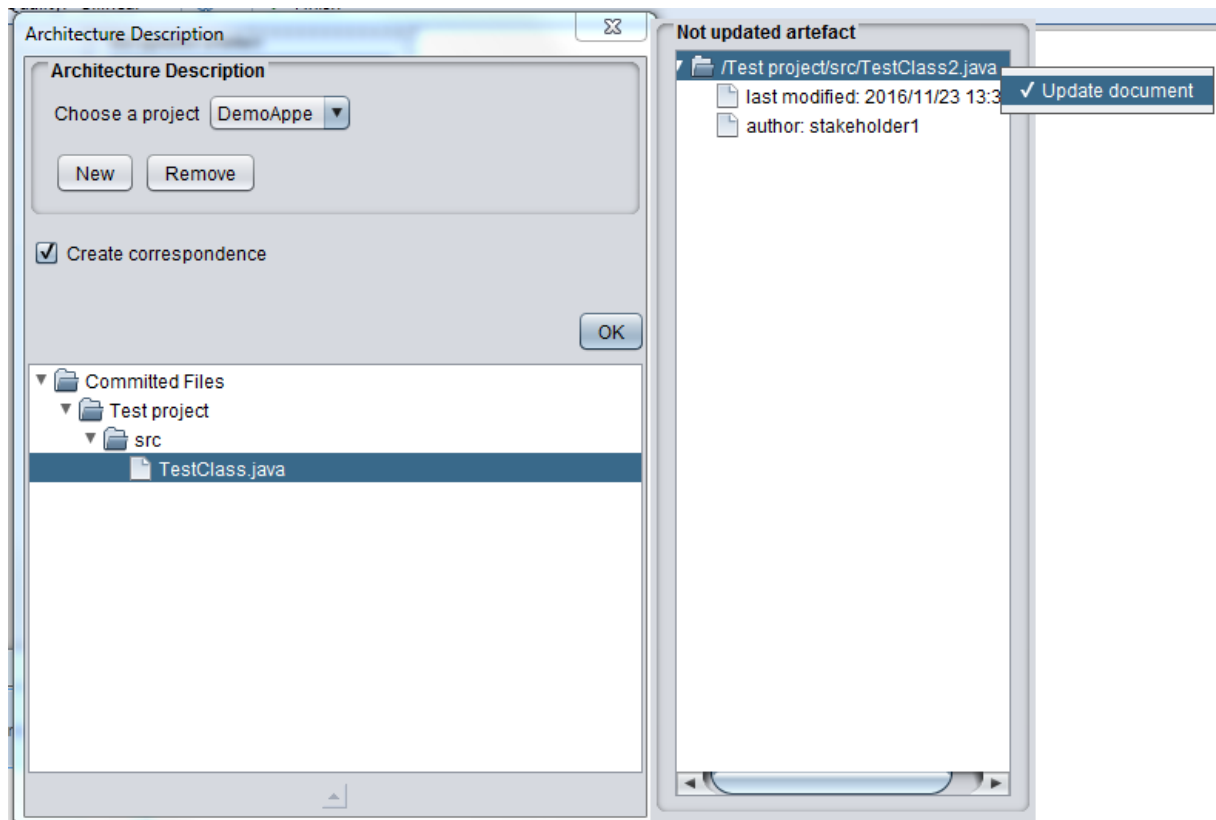 Architecture Description
Architecture Description
Choose a project DemoAppe
New Remove
Create correspondence
OK
Committed Files
Test project
src
TestClass.java
Not updated artefact
/Test project/src/TestClass2.java
last modified: 2016/11/23 13:3
author: stakeholder1
Update document